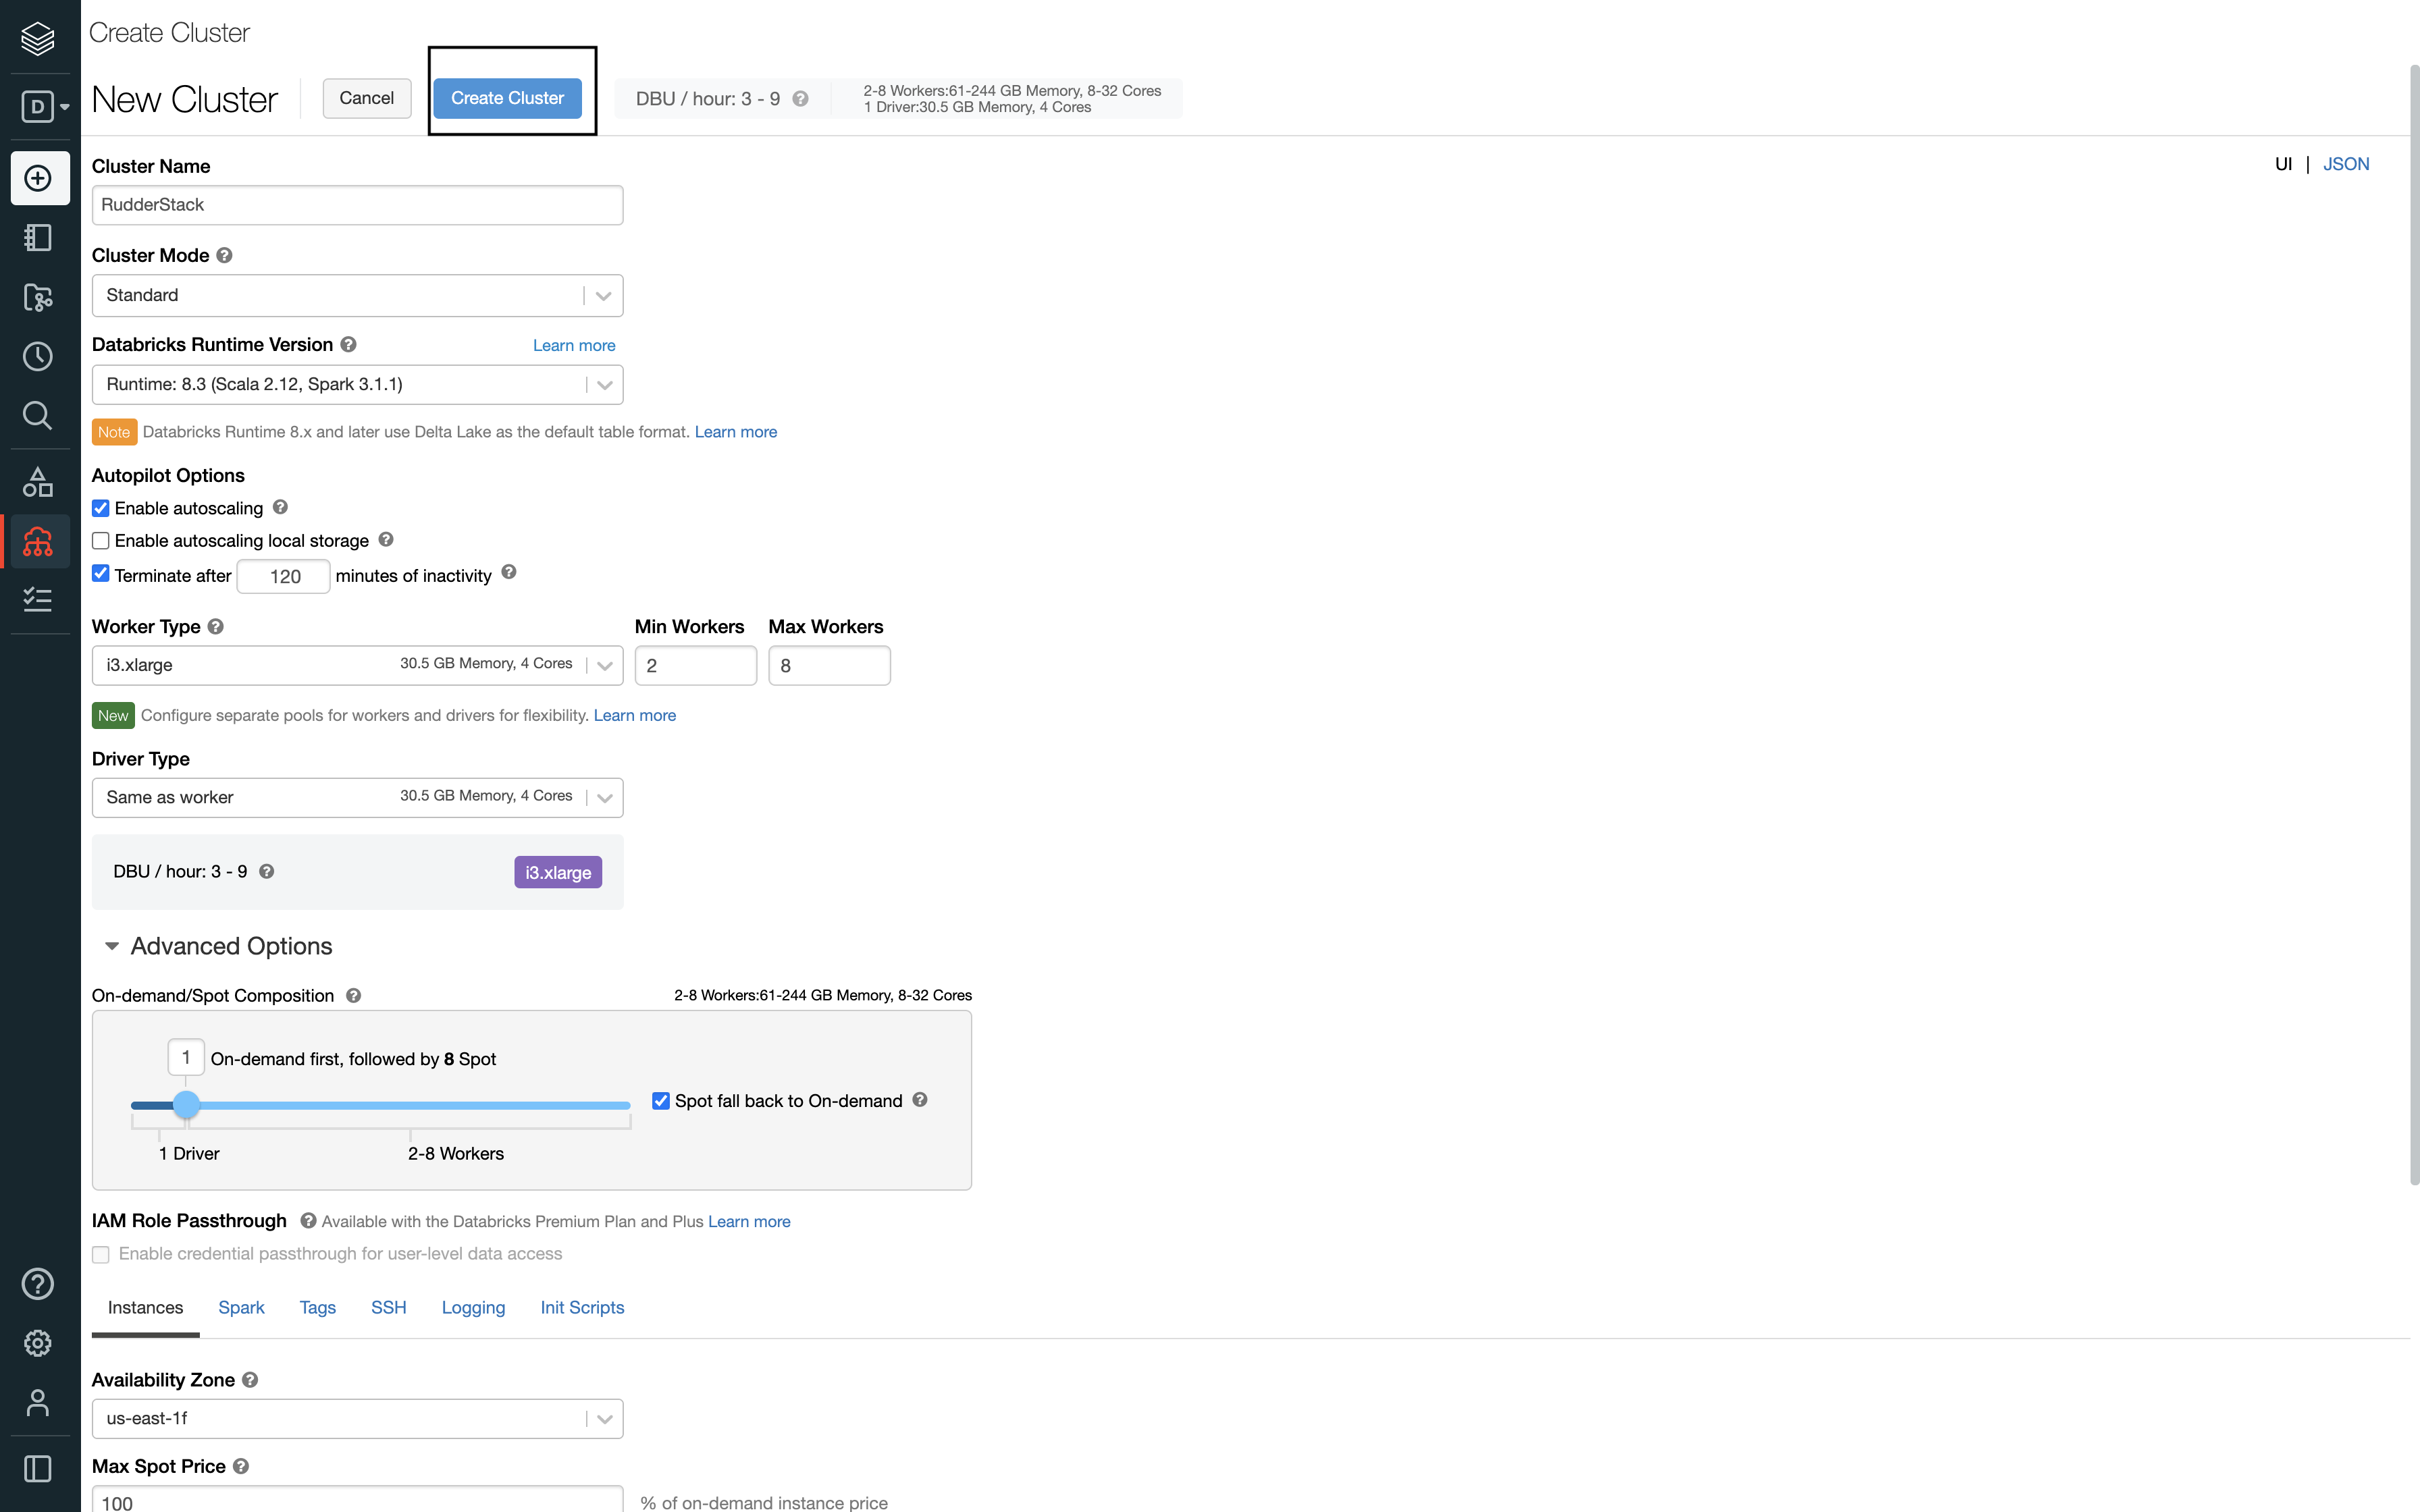 Create Cluster
D
New Cluster
Cancel
Create Cluster
DBU / hour: 3 - 9
2-8 Workers:61-244 GB Memory, 8-32 Cores
1 Driver:30.5 GB Memory, 4 Cores
UI | JSON
Cluster Name
RudderStack
Cluster Mode
Standard
Databricks Runtime Version
Learn more
Runtime: 8.3 (Scala 2.12, Spark 3.1.1)
Note Databricks Runtime 8.x and later use Delta Lake as the default table format. Learn more
Autopilot Options
Enable autoscaling
Enable autoscaling local storage
Terminate after 120 minutes of inactivity
Worker Type
Min Workers
Max Workers
i3.xlarge
30.5 GB Memory, 4 Cores
2
8
New Configure separate pools for workers and drivers for flexibility. Learn more
Driver Type
Same as worker
30.5 GB Memory, 4 Cores
DBU / hour: 3 - 9
i3.xlarge
Advanced Options
On-demand/Spot Composition
2-8 Workers:61-244 GB Memory, 8-32 Cores
1 On-demand first, followed by 8 Spot
Spot fall back to On-demand
1 Driver
2-8 Workers
IAM Role Passthrough
Available with the Databricks Premium Plan and Plus Learn more
Enable credential passthrough for user-level data access
Instances
Spark
Tags
SSH
Logging
Init Scripts
Availability Zone
us-east-1f
Max Spot Price
100
% of on-demand instance price